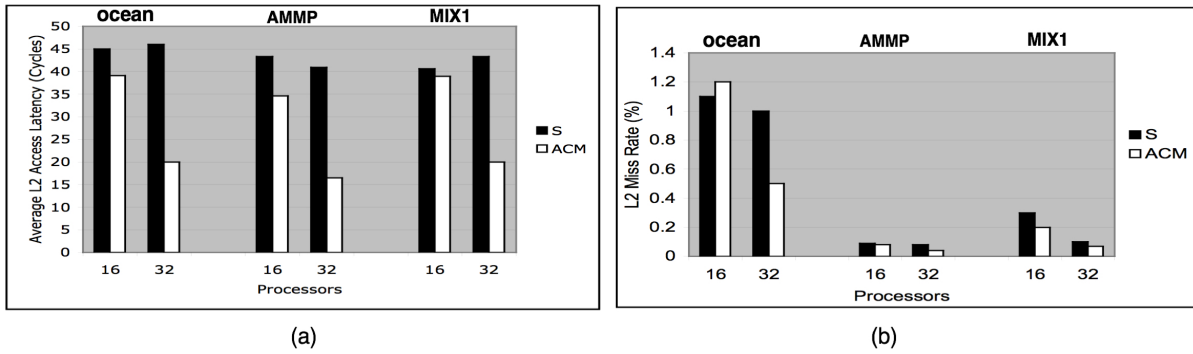 ocean AMMP MIX1
Average L2 Access Latency (Cycles)
50
45
40
35
30
25
20
15
10
5
0
16 32 16 32 16 32
Processors
S
ACM
(a)
ocean AMMP MIX1
L2 Miss Rate (%)
1.4
1.2
1
0.8
0.6
0.4
0.2
0
16 32 16 32 16 32
Processors
S
ACM
(b)